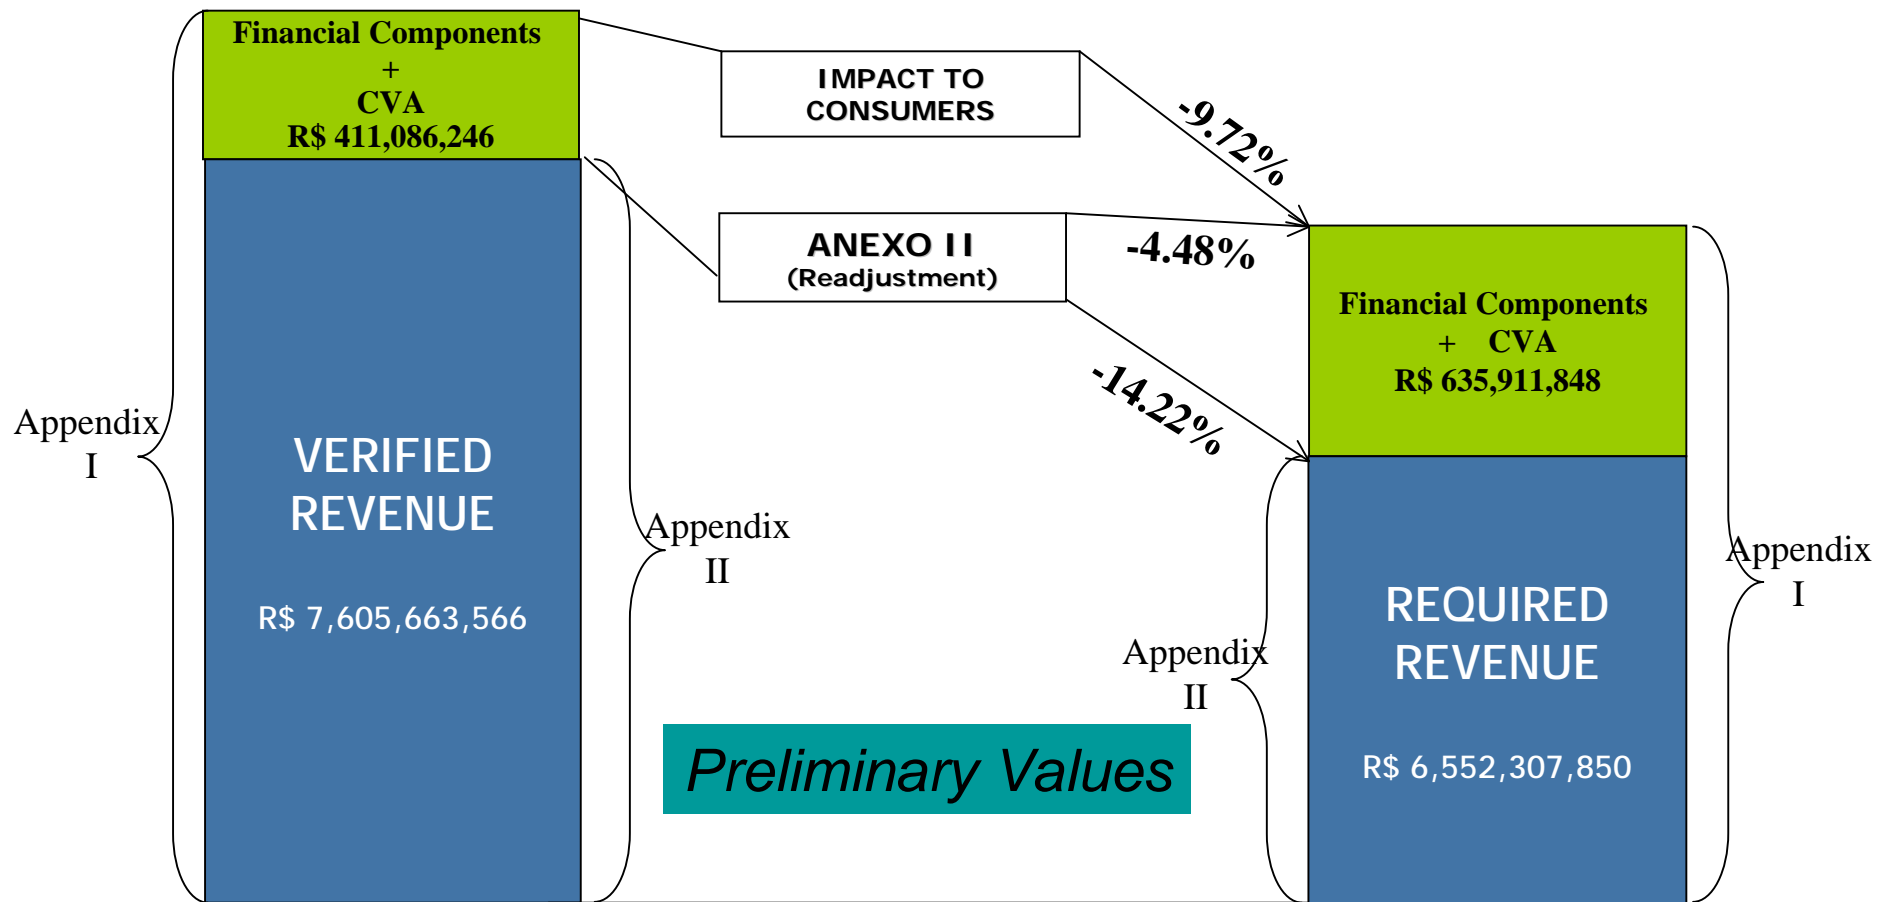 Financial Components
+
CVA
R$ 411,086,246
Appendix
I
VERIFIED
REVENUE
R$ 7,605,663,566
Appendix
II
IMPACT TO
CONSUMERS
-9.72%
ANEXO II
(Readjustment)
-4.48%
-14.22%
Preliminary Values
Financial Components
+ CVA
R$ 635,911,848
Appendix
II
REQUIRED
REVENUE
R$ 6,552,307,850
Appendix
I